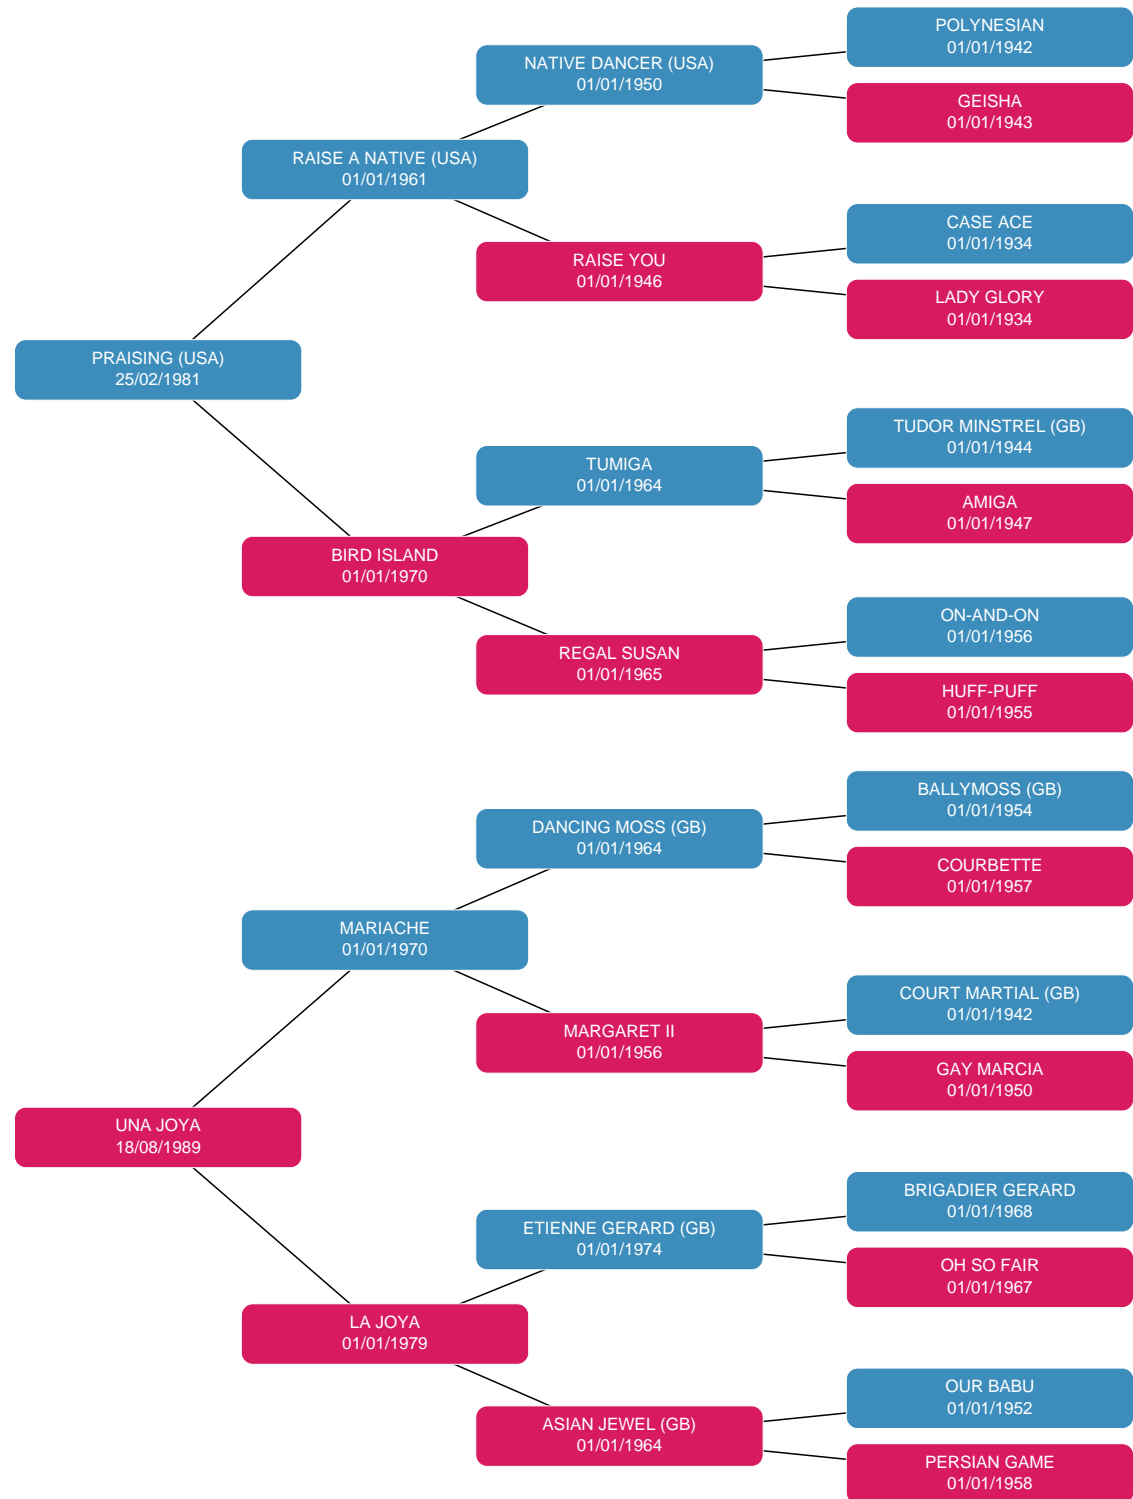 POLYNESIAN
01/01/1942
NATIVE DANCER (USA)
01/01/1950
GEISHA
01/01/1943
RAISE A NATIVE (USA)
01/01/1961
CASE ACE
01/01/1934
RAISE YOU
01/01/1946
LADY GLORY
01/01/1934
PRAISING (USA)
25/02/1981
TUDOR MINSTREL (GB)
01/01/1944
TUMIGA
01/01/1964
AMIGA
01/01/1947
BIRD ISLAND
01/01/1970
ON-AND-ON
01/01/1956
REGAL SUSAN
01/01/1965
HUFF-PUFF
01/01/1955
BALLYMOSS (GB)
01/01/1954
DANCING MOSS (GB)
01/01/1964
COURBETTE
01/01/1957
MARIACHE
01/01/1970
COURT MARTIAL (GB)
01/01/1942
MARGARET II
01/01/1956
GAY MARCIA
01/01/1950
UNA JOYA
18/08/1989
BRIGADIER GERARD
01/01/1968
ETIENNE GERARD (GB)
01/01/1974
OH SO FAIR
01/01/1967
LA JOYA
01/01/1979
OUR BABU
01/01/1952
ASIAN JEWEL (GB)
01/01/1964
PERSIAN GAME
01/01/1958